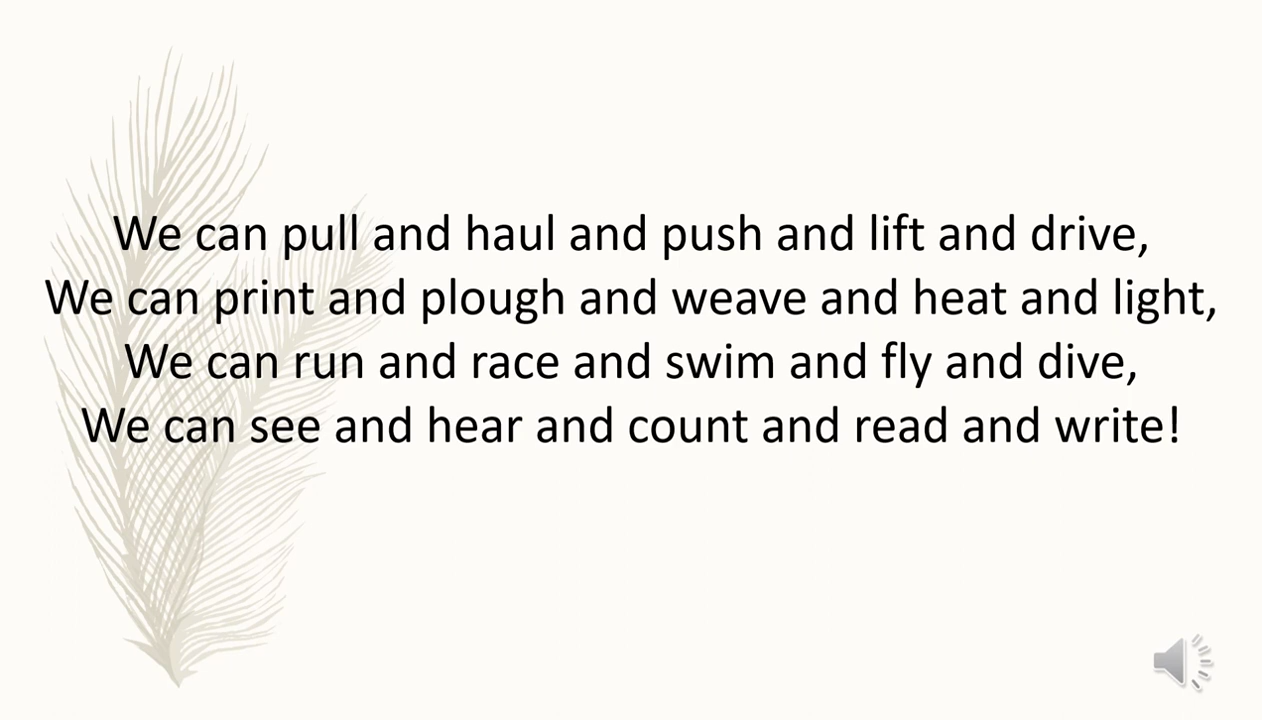 We can pull and haul and push and lift and drive,
We can print and plough and weave and heat and light,
We can run and race and swim and fly and dive,
We can see and hear and count and read and write!